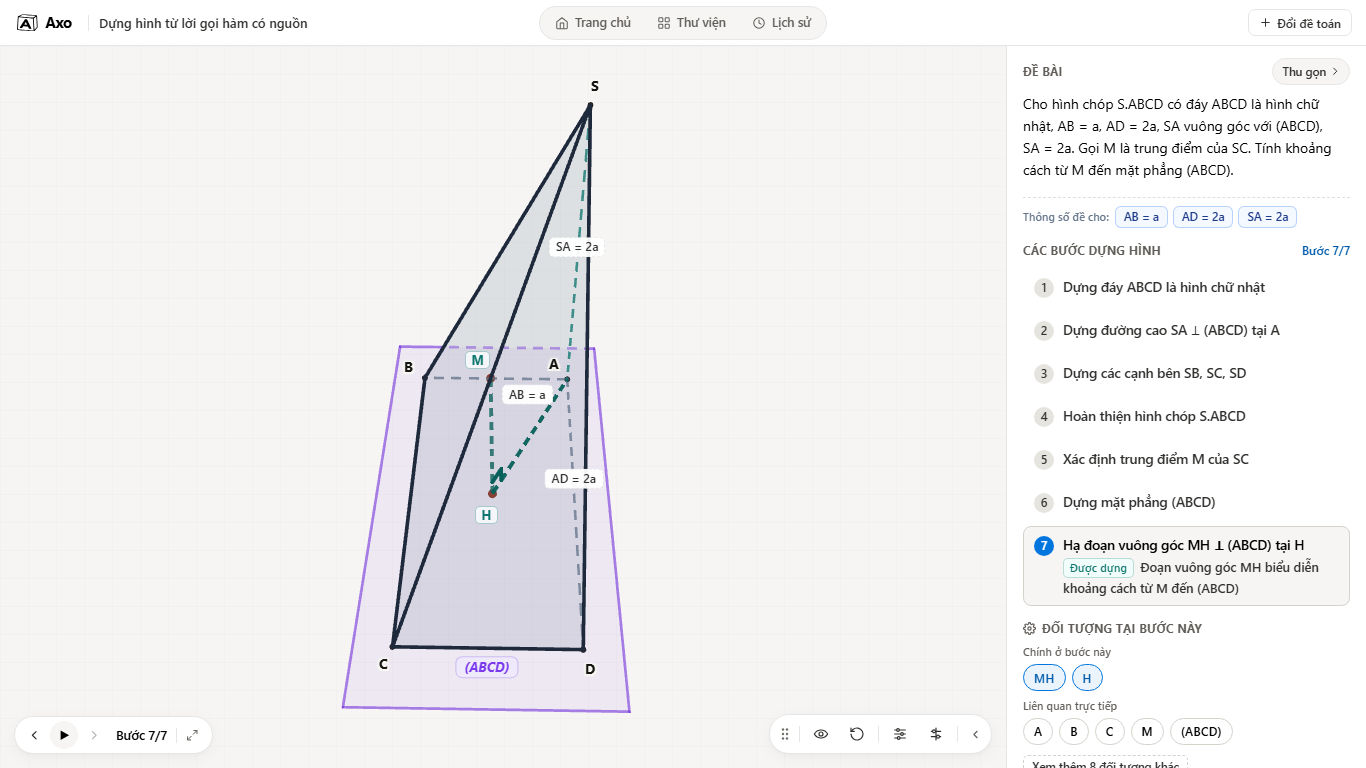 Axo
Dựng hình từ lời gọi hàm có nguồn
Trang chủ
Thư viện
Lịch sử
Đổi đề toán
S
SA = 2a
B
M
A
AB = a
AD = 2a
H
C
(ABCD)
D
Bước 7/7
ĐỀ BÀI
Thu gọn
Cho hình chóp S.ABCD có đáy ABCD là hình chữ
nhật, AB = a, AD = 2a, SA vuông góc với (ABCD),
SA = 2a. Gọi M là trung điểm của SC. Tính khoảng
cách từ M đến mặt phẳng (ABCD).
Thông số đề cho: AB = a AD = 2a SA = 2a
CÁC BƯỚC DỰNG HÌNH Bước 7/7
1 Dựng đáy ABCD là hình chữ nhật
2 Dựng đường cao SA ⊥ (ABCD) tại A
3 Dựng các cạnh bên SB, SC, SD
4 Hoàn thiện hình chóp S.ABCD
5 Xác định trung điểm M của SC
6 Dựng mặt phẳng (ABCD)
7 Hạ đoạn vuông góc MH ⊥ (ABCD) tại H
Được dựng Đoạn vuông góc MH biểu diễn
khoảng cách từ M đến (ABCD)
ĐỐI TƯỢNG TẠI BƯỚC NÀY
Chính ở bước này
MH H
Liên quan trực tiếp
A B C M (ABCD)
Xem thêm 8 đối tượng khác